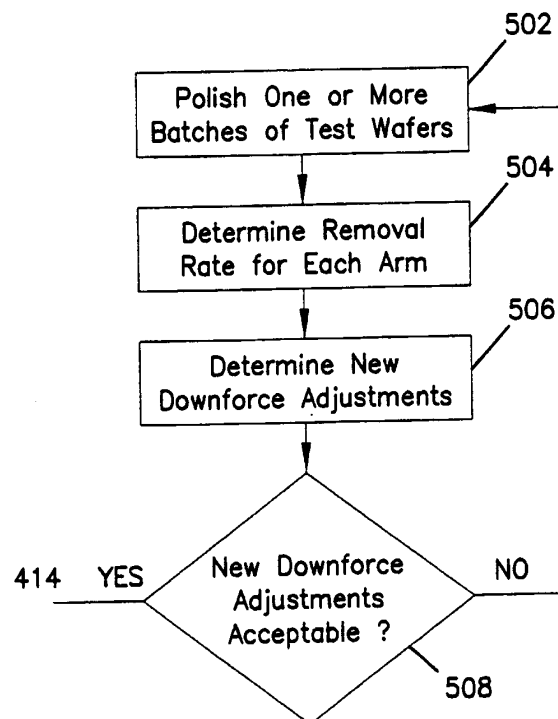 502
Polish One or More
Batches of Test Wafers
504
Determine Removal
Rate for Each Arm
506
Determine New
Downforce Adjustments
414 YES
New Downforce
Adjustments
Acceptable ?
NO
508